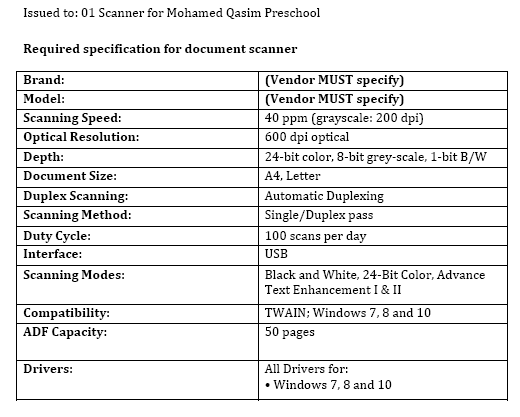 Issued to: 01 Scanner for Mohamed Qasim Preschool
Required specification for document scanner
Brand: (Vendor MUST specify)
Model: (Vendor MUST specify)
Scanning Speed: 40 ppm (grayscale: 200 dpi)
Optical Resolution: 600 dpi optical
Depth: 24-bit color, 8-bit grey-scale, 1-bit B/W
Document Size: A4, Letter
Duplex Scanning: Automatic Duplexing
Scanning Method: Single/Duplex pass
Duty Cycle: 100 scans per day
Interface: USB
Scanning Modes: Black and White, 24-Bit Color, Advance
Text Enhancement I & II
Compatibility: TWAIN; Windows 7, 8 and 10
ADF Capacity: 50 pages
Drivers: All Drivers for:
• Windows 7, 8 and 10